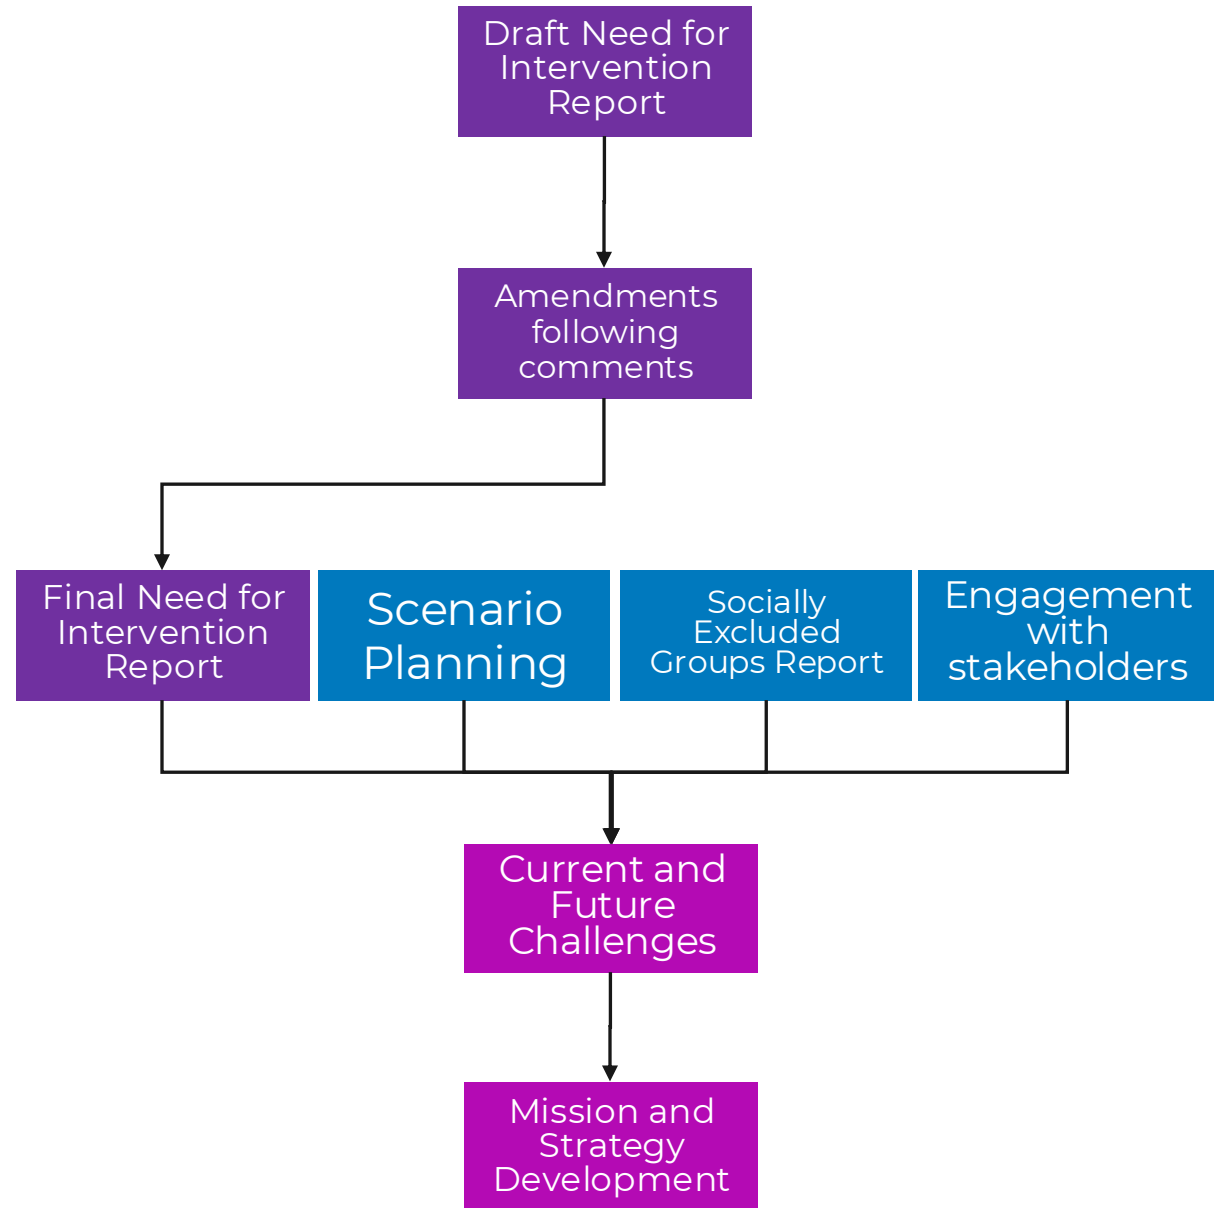 Draft Need for
Intervention
Report
Amendments
following
comments
Final Need for
Intervention
Report
Scenario
Planning
Socially
Excluded
Groups Report
Engagement
with
stakeholders
Current and
Future
Challenges
Mission and
Strategy
Development